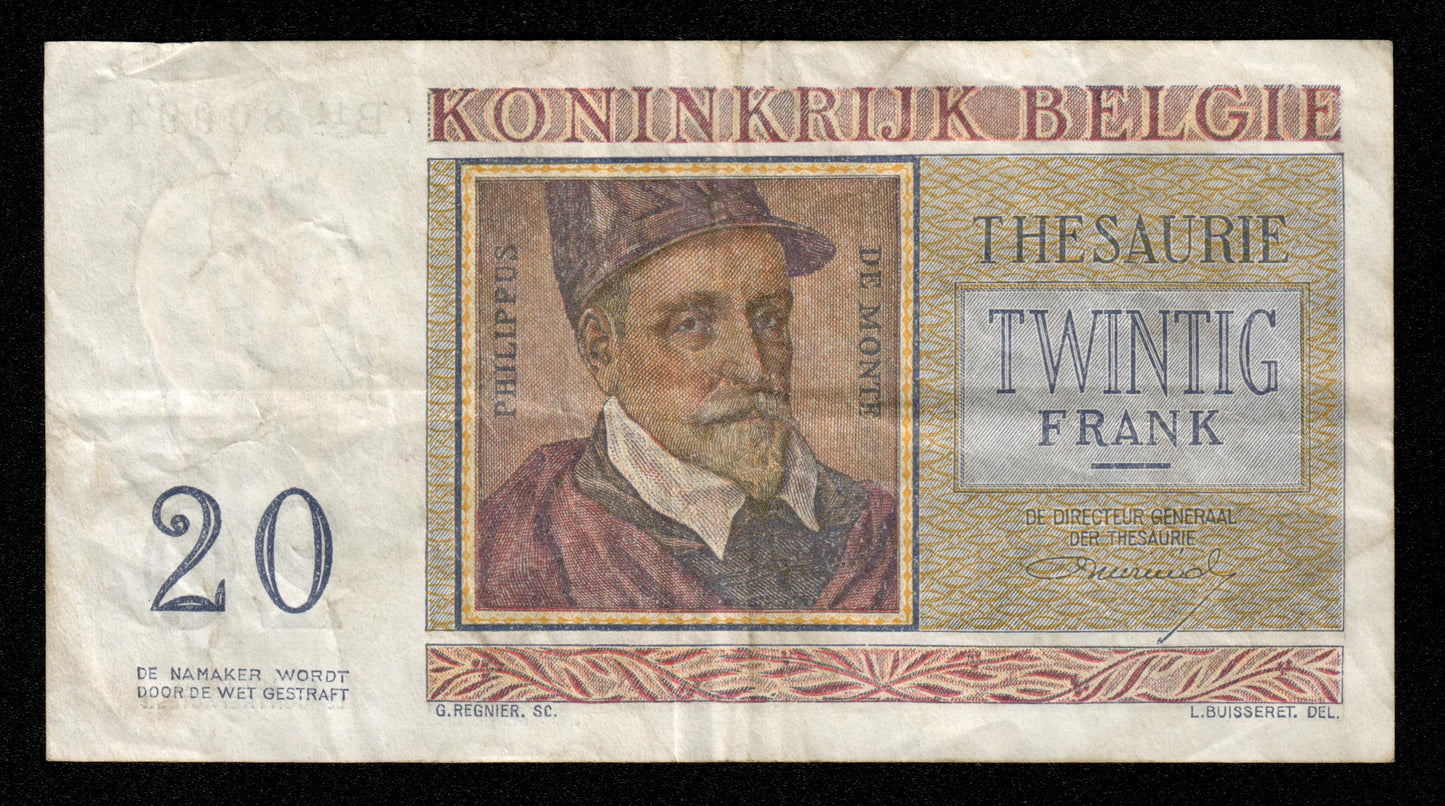 KONINKRIJK BELGIE
PHILIPPUS
DE MONTE
THESAURIE
TWINTIG
FRANK
DE DIRECTEUR GENERAAL
DER THESAURIE
20
DE NAMAKER WORDT
DOOR DE WET GESTRAFT
G.REGNIER. SC.
L.BUISSERET. DEL.